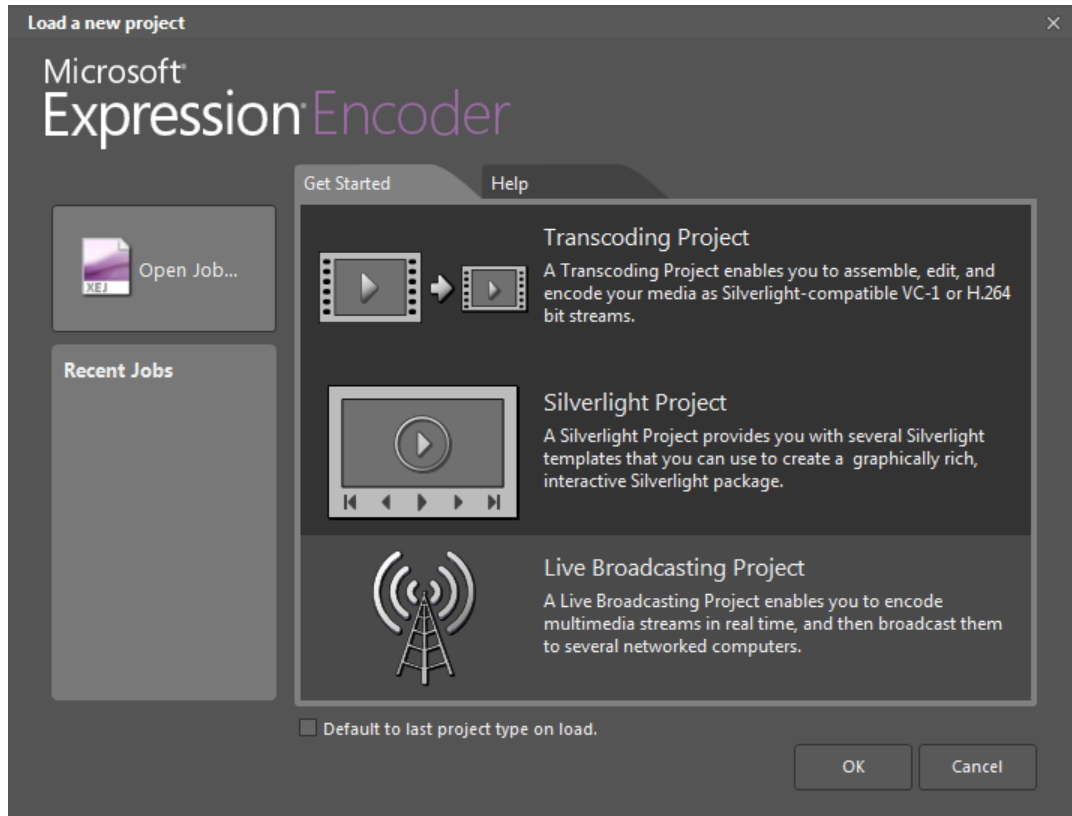 Load a new project
Microsoft®
Expression® Encoder
Get Started
Help
XEJ
Open Job...
Recent Jobs
Transcoding Project
A Transcoding Project enables you to assemble, edit, and
encode your media as Silverlight-compatible VC-1 or H.264
bit streams.
Silverlight Project
A Silverlight Project provides you with several Silverlight
templates that you can use to create a  graphically rich,
interactive Silverlight package.
Live Broadcasting Project
A Live Broadcasting Project enables you to encode
multimedia streams in real time, and then broadcast them
to several networked computers.
Default to last project type on load.
OK
Cancel